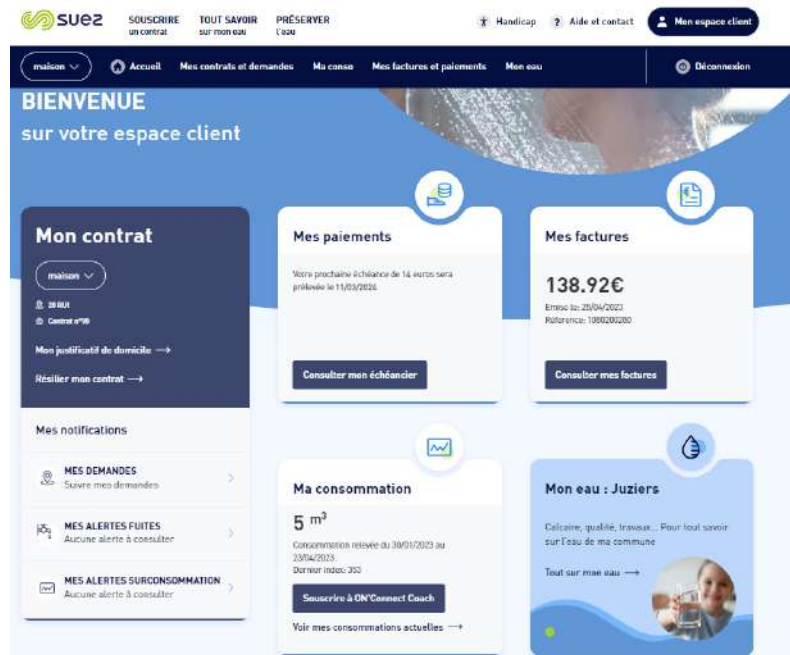 suez
SOUSCRIRE
un contrat
TOUT SAVOIR
sur mon eau
PRÉSERVER
l'eau
Handicap
? Aide et contact
Mon espace client
maison
Accueil
Mes contrats et demandes
Ma conso
Mes factures et paiements
Mon eau
Déconnexion
BIENVENUE
sur votre espace client
Mon contrat
maison
Contrat n°
Mon justificatif de domicile →
Résilier mon contrat →
Mes notifications
MES DEMANDES
Suivre mes demandes
MES ALERTES FUITES
Aucune alerte à consulter
MES ALERTES SURCONSOMMATION
Aucune alerte à consulter
Mes paiements
Votre prochaine échéance de 14 euros sera
prélevée le 11/03/2024
Consulter mon échéancier
Mes factures
138.92€
Emise le: 28/04/2023
Référence: 1080200280
Consulter mes factures
Ma consommation
5 m³
Consommation relevée du 30/01/2023 au
23/04/2023
Dernier index: 353
Souscrire à ON'Connect Coach
Voir mes consommations actuelles →
Mon eau : Juziers
Calcaire, qualité, travaux... Pour tout savoir
sur l'eau de ma commune
Tout sur mon eau →